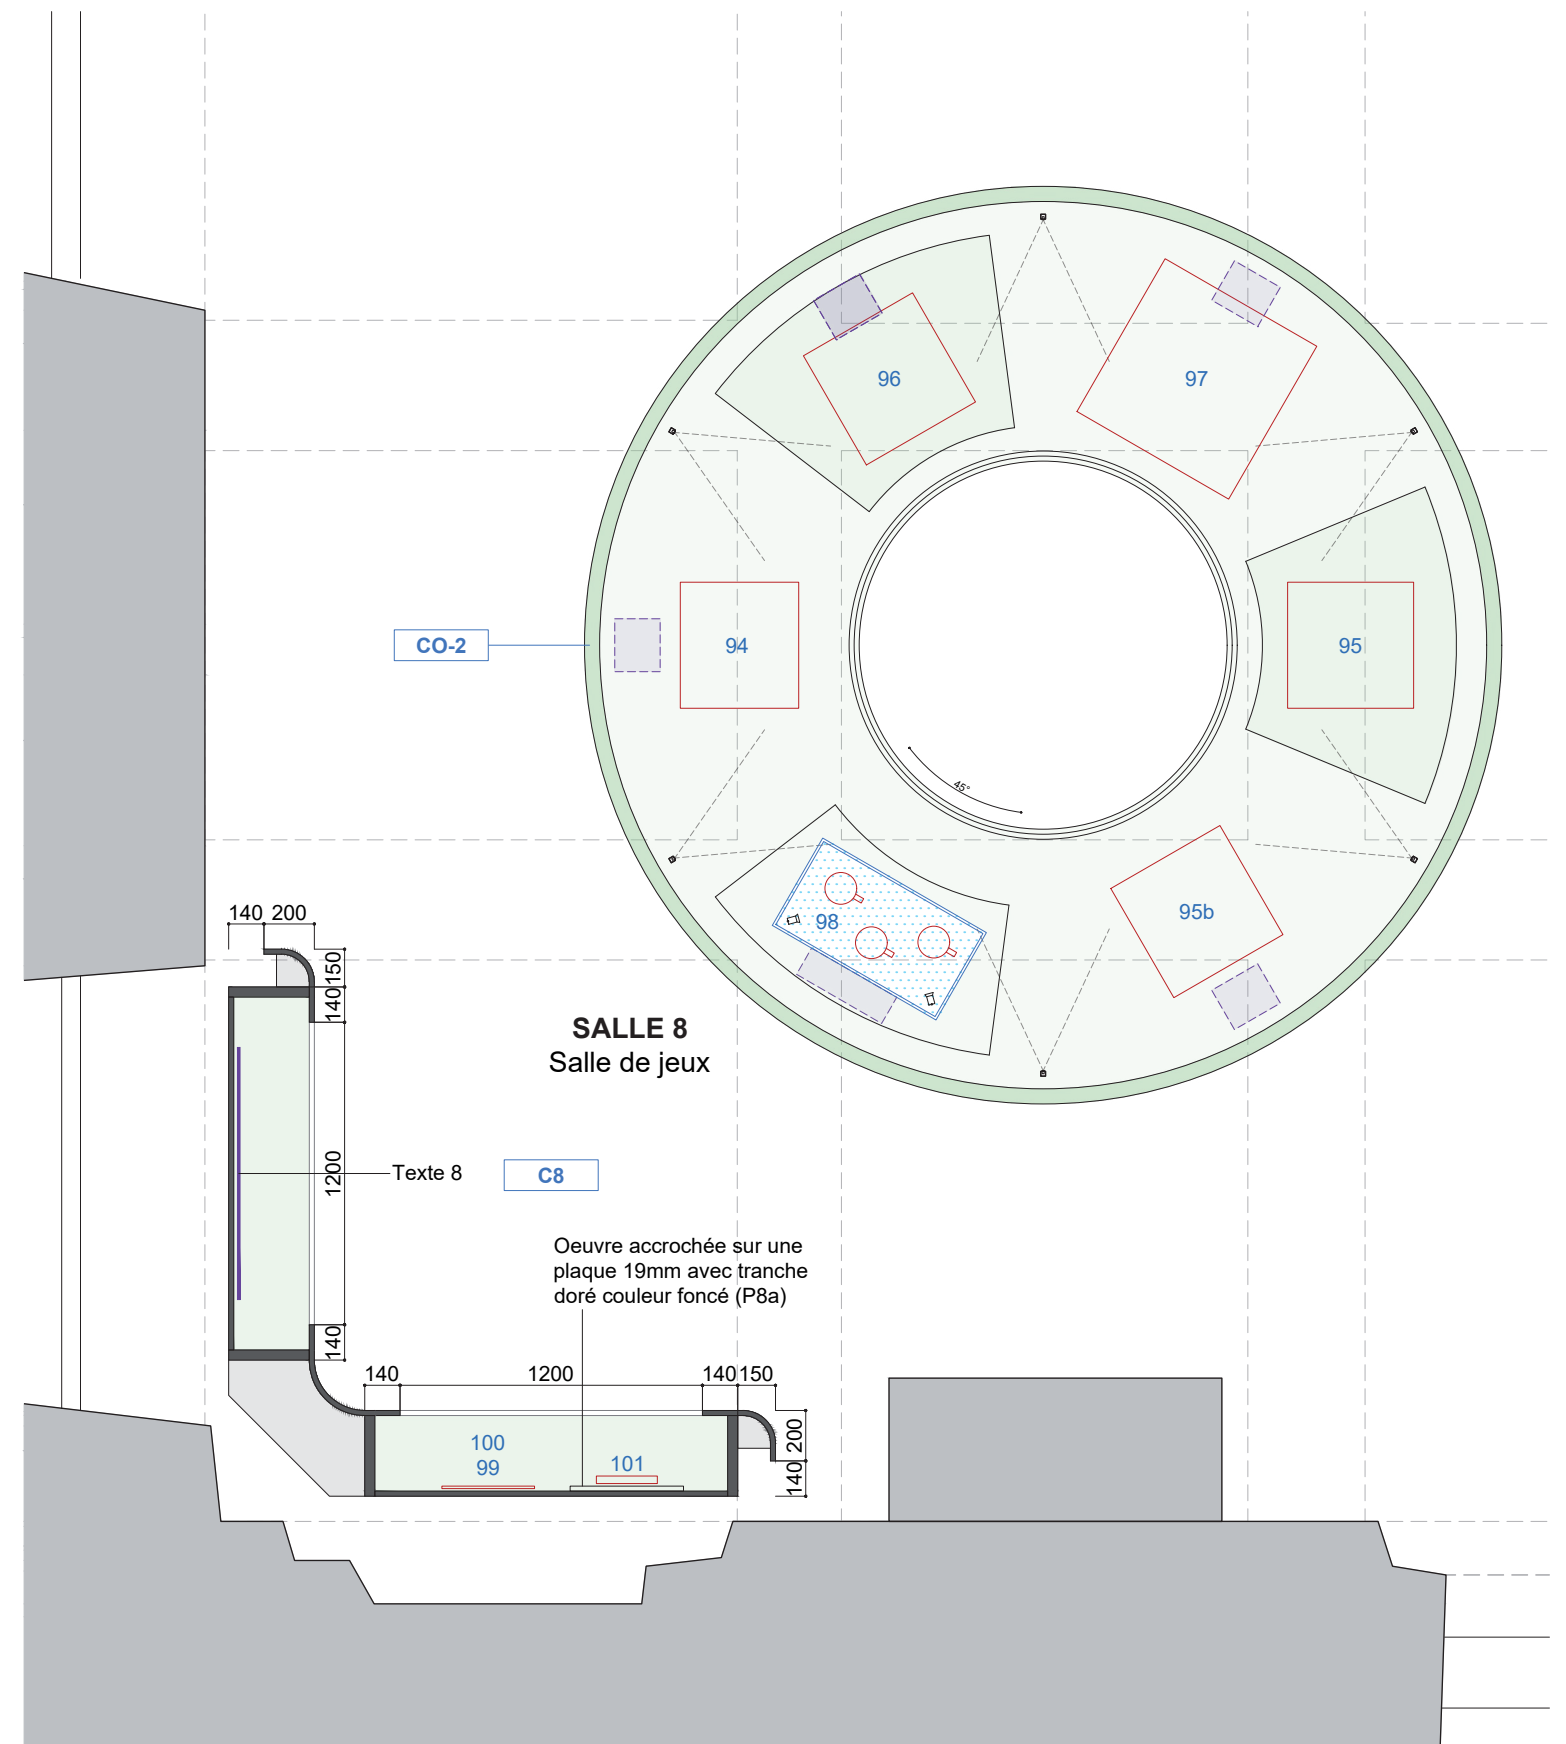 96
97
CO-2
94
95
45°
98
95b
140 200
150
140
SALLE 8
Salle de jeux
1200
Texte 8
C8
Oeuvre accrochée sur une
plaque 19mm avec tranche
doré couleur foncé (P8a)
140
140
1200
140 150
100
99
101
200
140